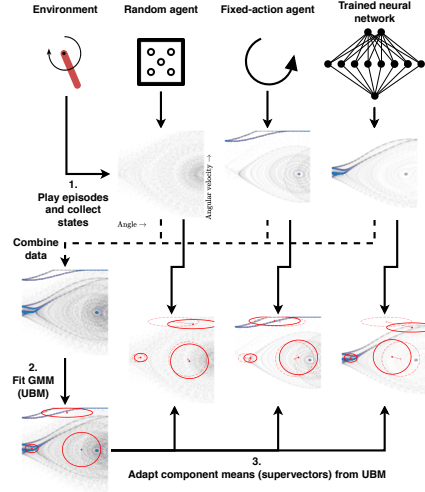 Environment
Random agent
Fixed-action agent
Trained neural
network
Angular velocity →
1.
Play episodes
and collect
states
Angle →
Combine
data
2.
Fit GMM
(UBM)
3.
Adapt component means (supervectors) from UBM